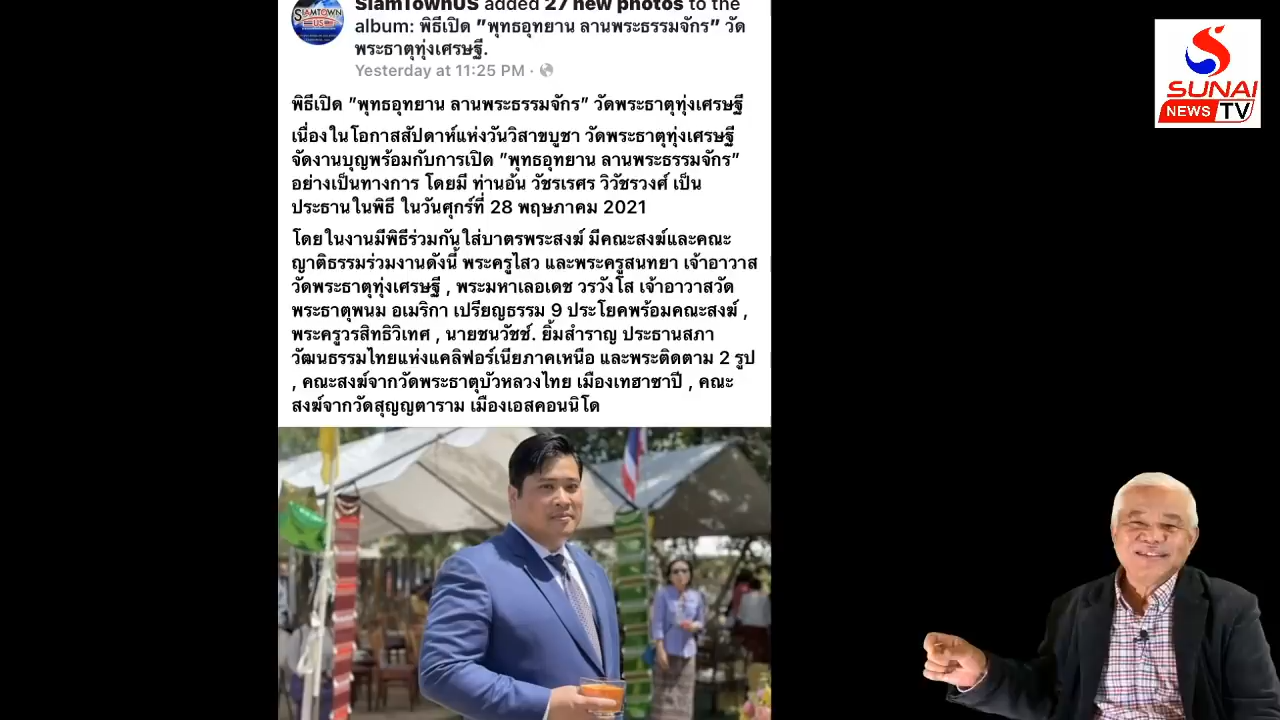 SiamTownUS added 27 new photos to the
album: พิธีเปิด "พุทธอุทยาน ลานพระธรรมจักร" วัด
พระธาตุทุ่งเศรษฐี.
Yesterday at 11:25 PM ·
พิธีเปิด "พุทธอุทยาน ลานพระธรรมจักร" วัดพระธาตุทุ่งเศรษฐี
เนื่องในโอกาสสัปดาห์แห่งวันวิสาขบูชา วัดพระธาตุทุ่งเศรษฐี
จัดงานบุญพร้อมกับการเปิด "พุทธอุทยาน ลานพระธรรมจักร"
อย่างเป็นทางการ โดยมี ท่านอ้น วัชรเรศร วิวัชรวงศ์ เป็น
ประธานในพิธี ในวันศุกร์ที่ 28 พฤษภาคม 2021
โดยในงานมีพิธีร่วมกันใส่บาตรพระสงฆ์ มีคณะสงฆ์และคณะ
ญาติธรรมร่วมงานดังนี้ พระครูไสว และพระครูสนทยา เจ้าอาวาส
วัดพระธาตุทุ่งเศรษฐี , พระมหาเลอเดช วรวังโส เจ้าอาวาสวัด
พระธาตุพนม อเมริกา เปรียญธรรม 9 ประโยคพร้อมคณะสงฆ์ ,
พระครูวรสิทธิวิเทศ , นายชนวัชช์. ยิ้มสำราญ ประธานสภา
วัฒนธรรมไทยแห่งแคลิฟอร์เนียภาคเหนือ และพระติดตาม 2 รูป
, คณะสงฆ์จากวัดพระธาตุบัวหลวงไทย เมืองเทฮาชาปี , คณะ
สงฆ์จากวัดสุญญตาราม เมืองเอสคอนนิโด
SIAMTOWN
US
SUNAI
NEWS TV